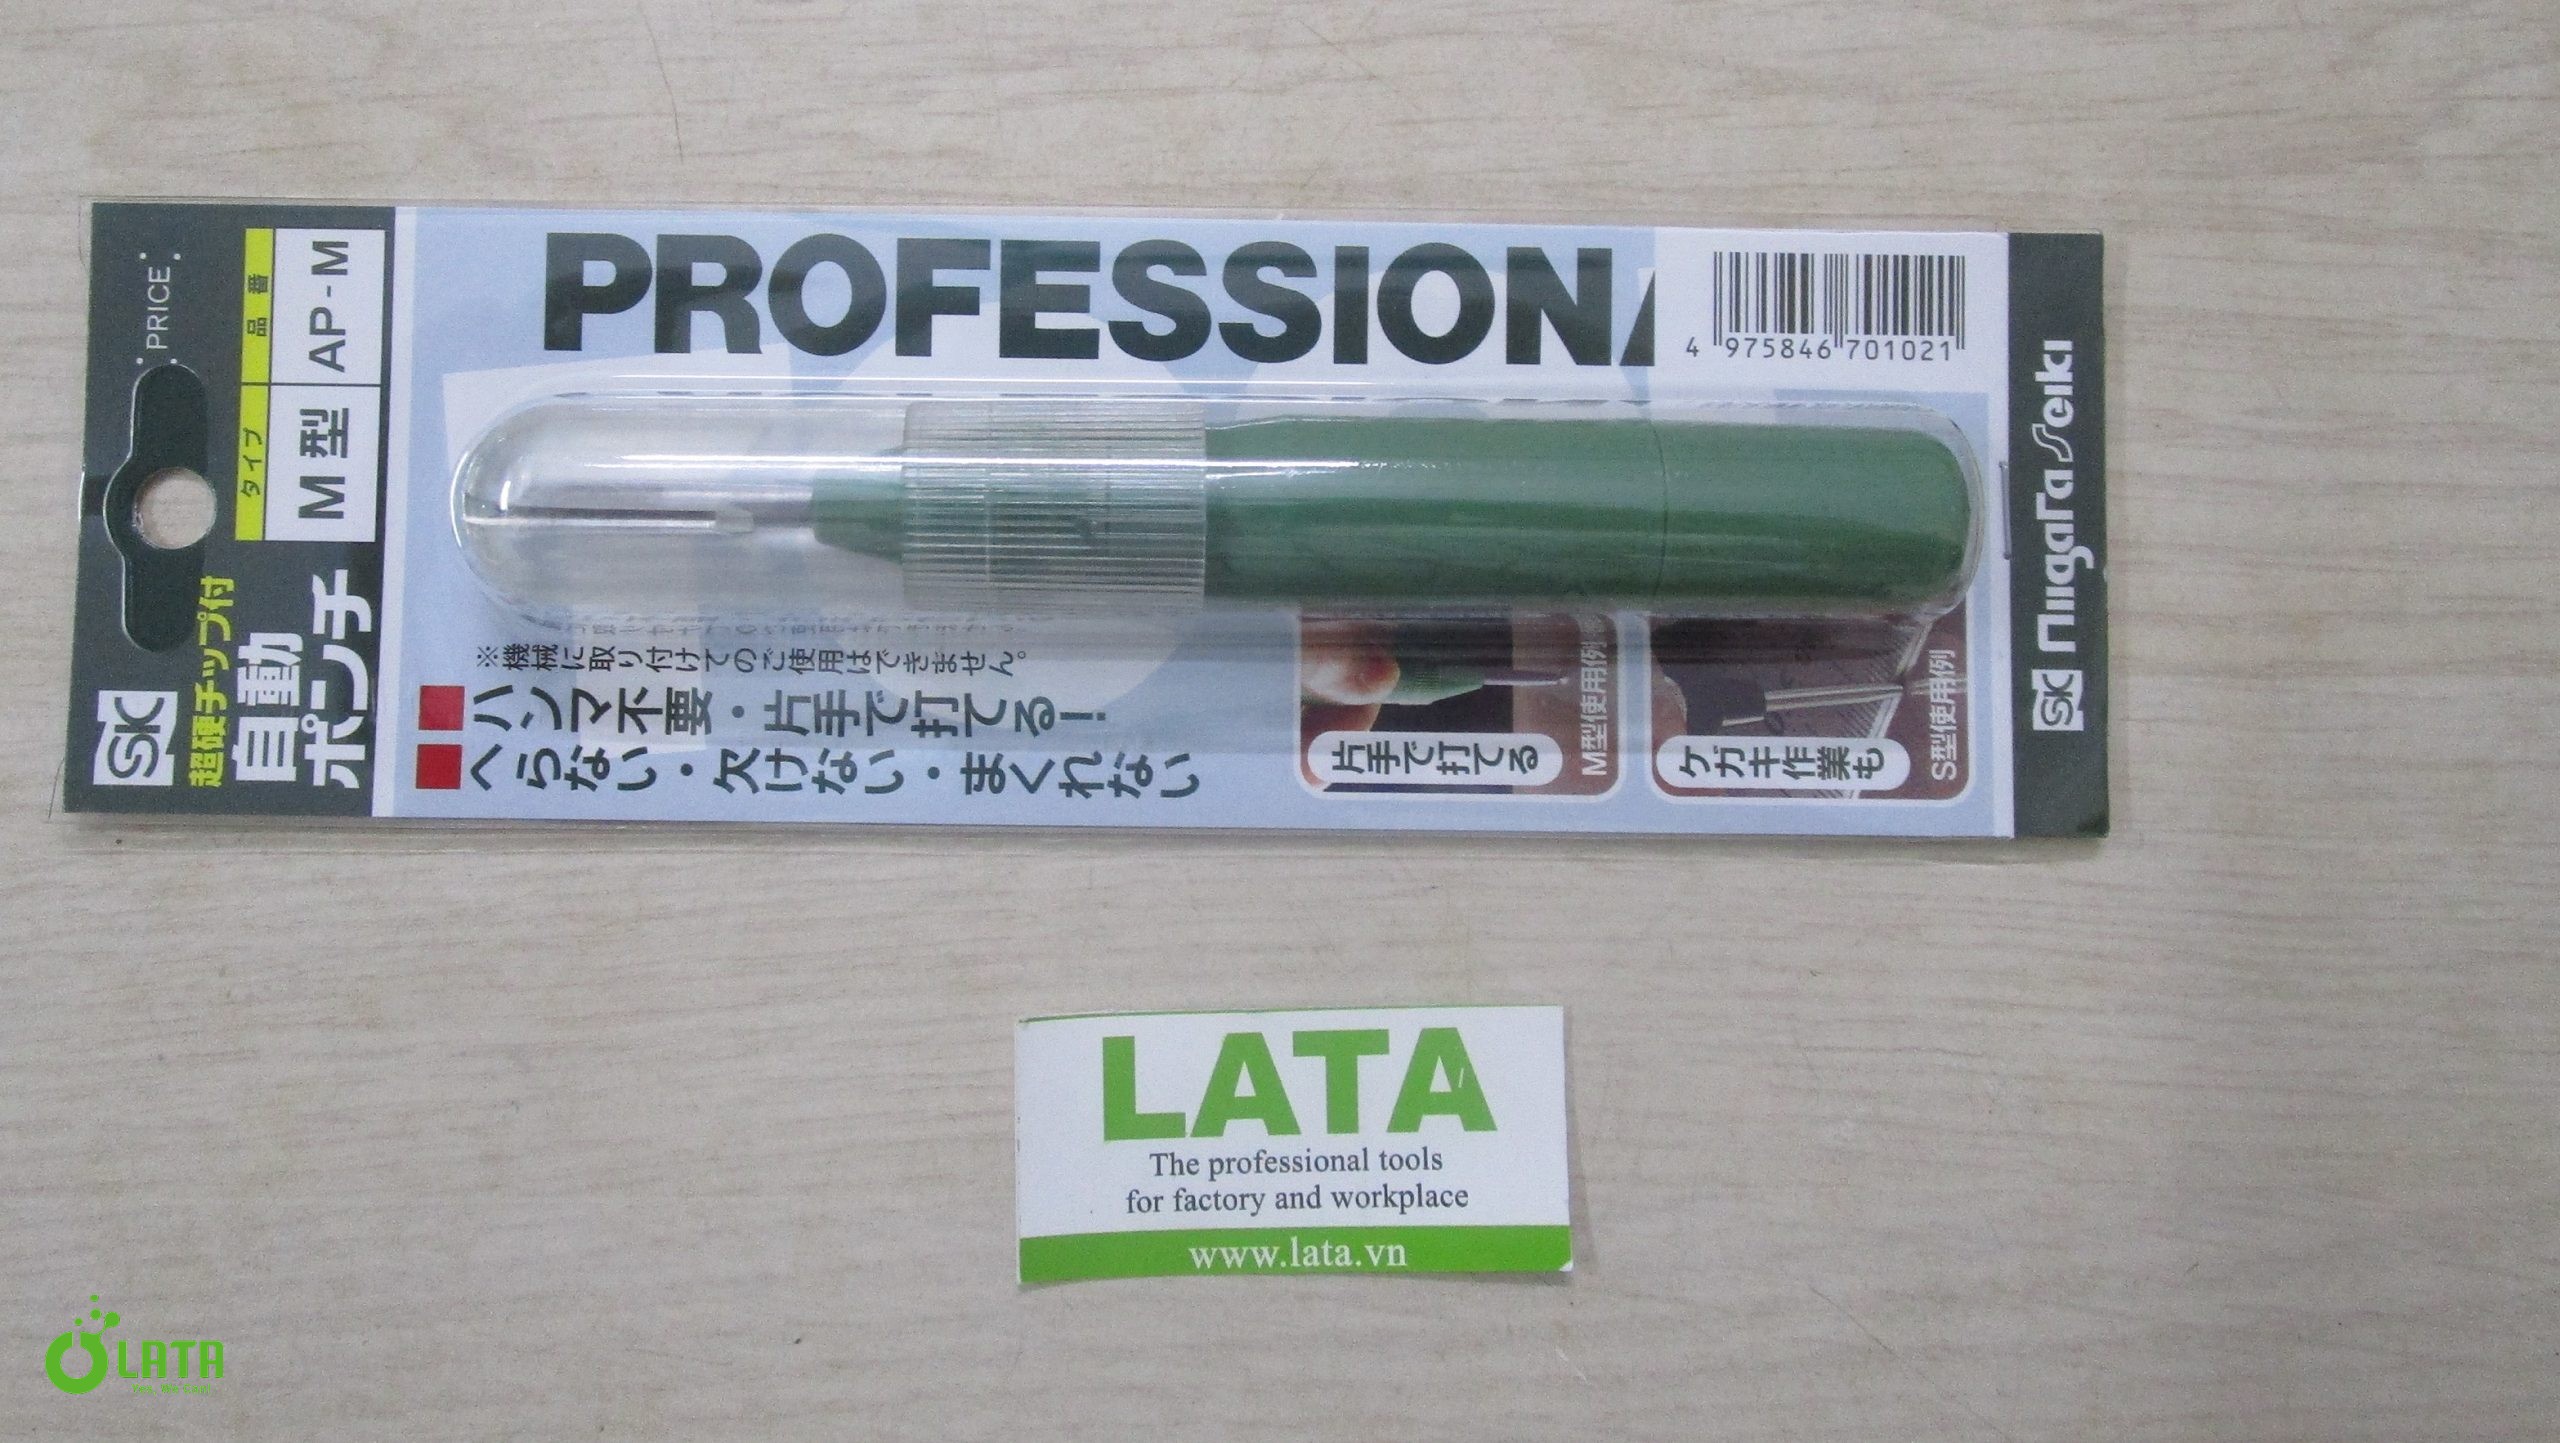 PRICE
SK
超硬チップ付
自動
ポンチ
タイプ
品番
M型
AP-M
PROFESSIONA
4 975846 701021
※機械に取り付けてのご使用はできません。
ハンマ不要・片手で打てる!
へらない・欠けない・まくれない
片手で打てる
M型使用例
ケガキ作業も
S型使用例
SK niigata seiki
LATA
The professional tools
for factory and workplace
www.lata.vn
LATA